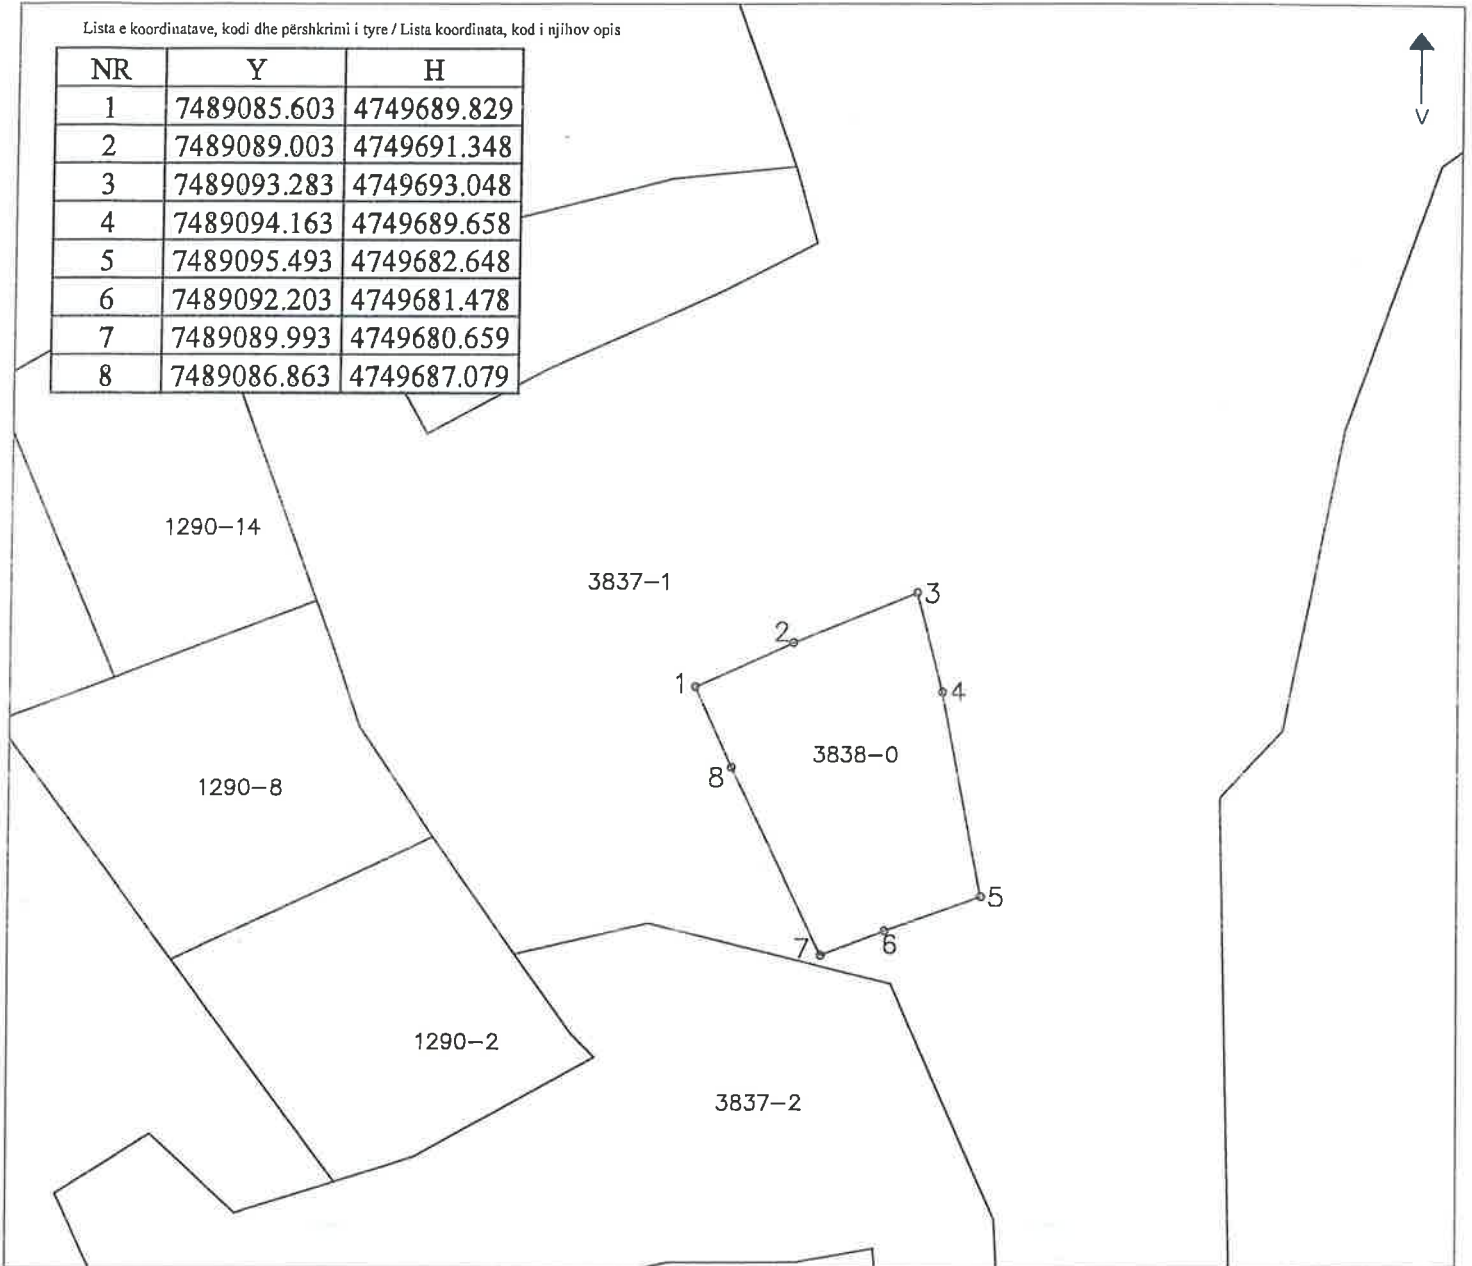 Lista e koordinatave, kodi dhe përshkrimi i tyre / Lista koordinata, kod i njihov opis
NR Y H
1 7489085.603 4749689.829
2 7489089.003 4749691.348
3 7489093.283 4749693.048
4 7489094.163 4749689.658
5 7489095.493 4749682.648
6 7489092.203 4749681.478
7 7489089.993 4749680.659
8 7489086.863 4749687.079
V
1290-14
3837-1
3
2
1
4
3838-0
8
1290-8
5
6
7
1290-2
3837-2